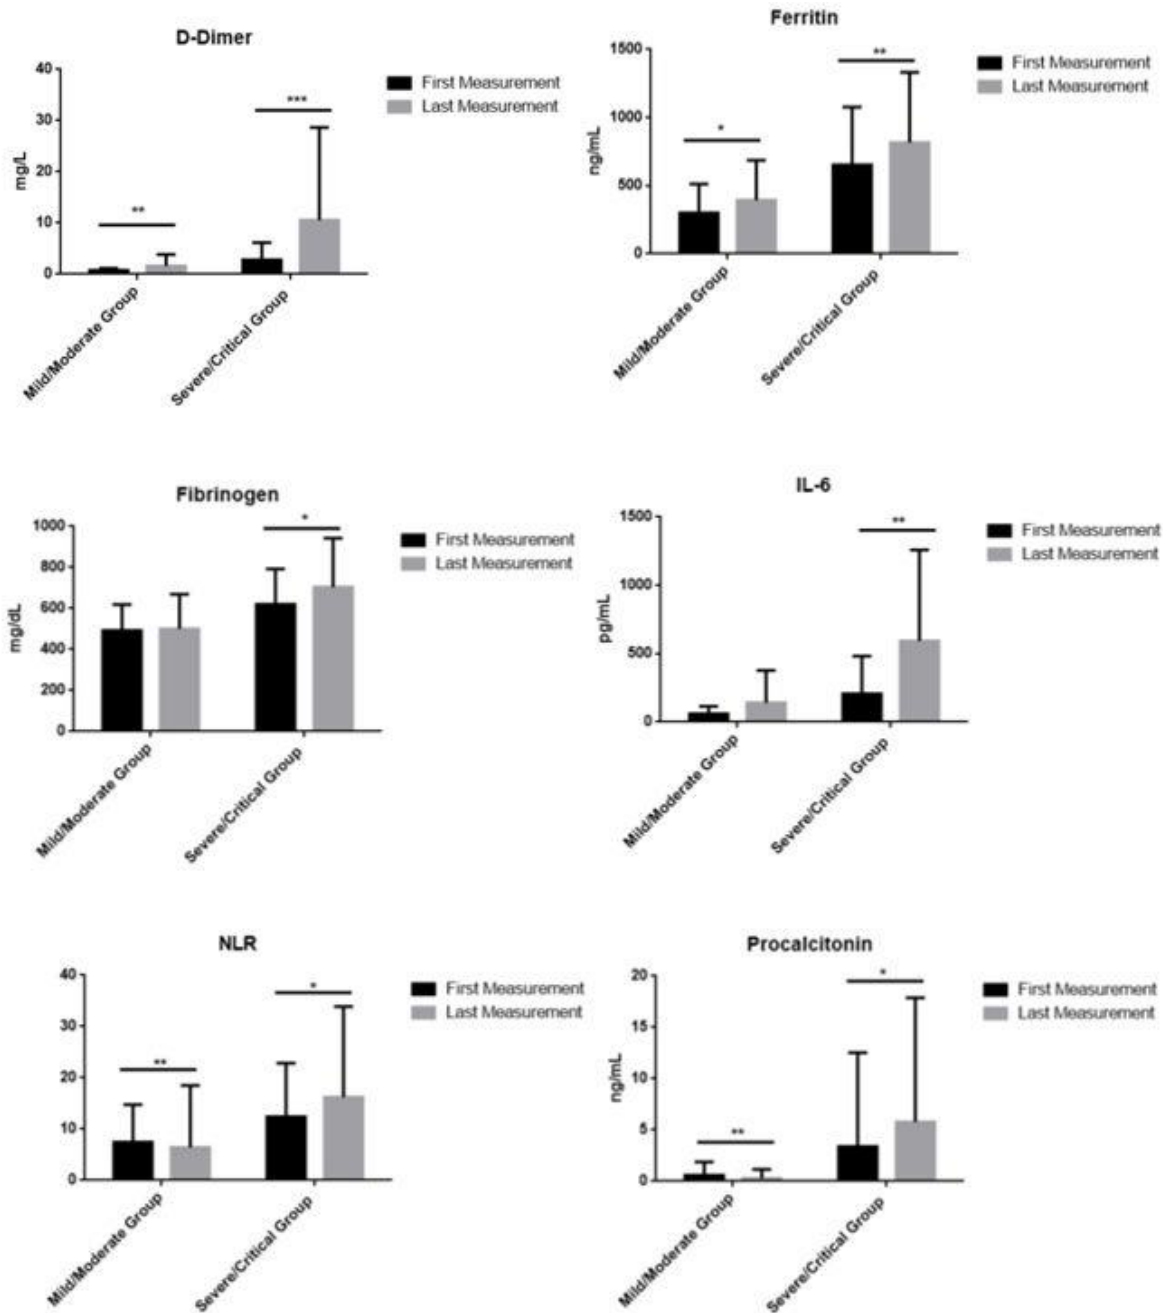 D-Dimer
40
30
20
10
0
mg/L
**
***
First Measurement
Last Measurement
Mild/Moderate Group
Severe/Critical Group
Ferritin
1500
1000
500
0
ng/mL
*
**
First Measurement
Last Measurement
Mild/Moderate Group
Severe/Critical Group
Fibrinogen
1000
800
600
400
200
0
mg/dL
*
First Measurement
Last Measurement
Mild/Moderate Group
Severe/Critical Group
IL-6
1500
1000
500
0
pg/mL
**
First Measurement
Last Measurement
Mild/Moderate Group
Severe/Critical Group
NLR
40
30
20
10
0
**
*
First Measurement
Last Measurement
Mild/Moderate Group
Severe/Critical Group
Procalcitonin
20
15
10
5
0
ng/mL
**
*
First Measurement
Last Measurement
Mild/Moderate Group
Severe/Critical Group